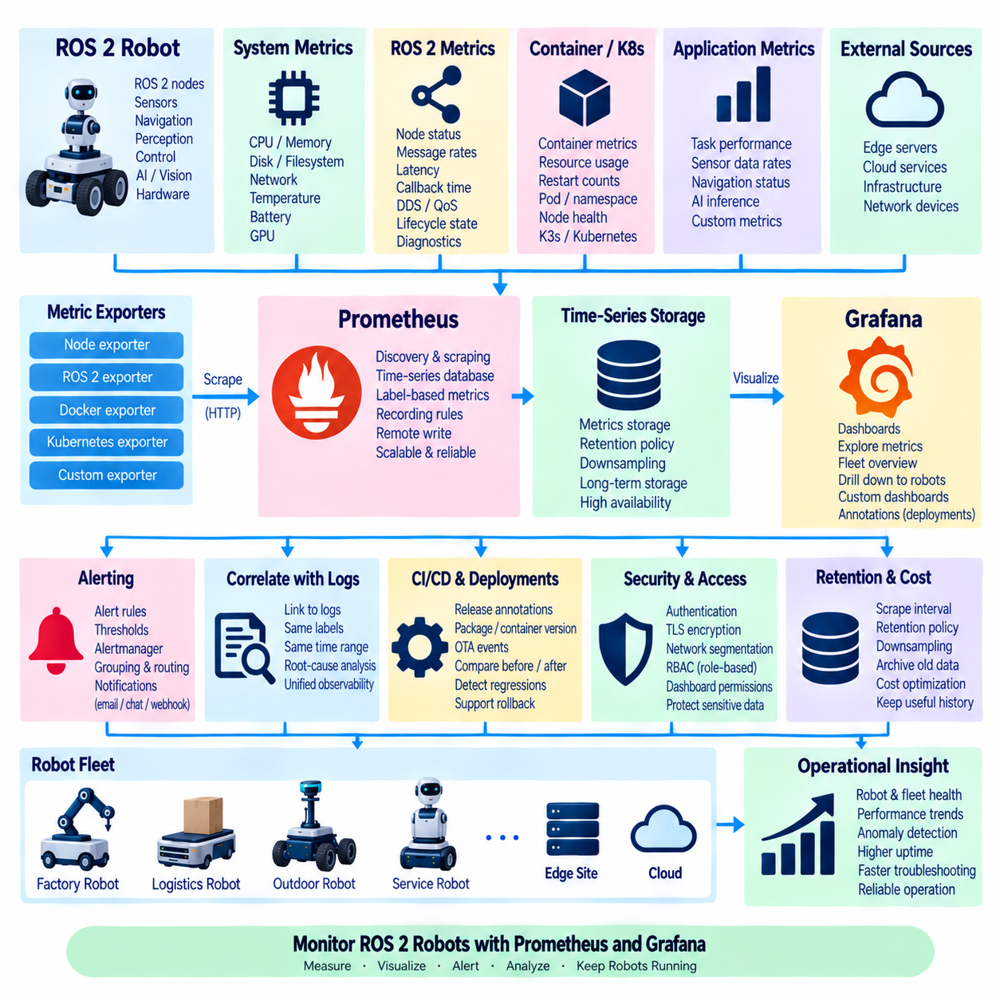 ROS 2 Robot
ROS 2 nodes
Sensors
Navigation
Perception
Control
AI / Vision
Hardware
System Metrics
CPU / Memory
Disk / Filesystem
Network
Temperature
Battery
GPU
ROS 2 Metrics
Node status
Message rates
Latency
Callback time
DDS / QoS
Lifecycle state
Diagnostics
Container / K8s
Container metrics
Resource usage
Restart counts
Pod / namespace
Node health
K3s / Kubernetes
Application Metrics
Task performance
Sensor data rates
Navigation status
AI inference
Custom metrics
External Sources
Edge servers
Cloud services
Infrastructure
Network devices
Metric Exporters
Node exporter
ROS 2 exporter
Docker exporter
Kubernetes exporter
Custom exporter
Scrape
(HTTP)
Prometheus
Discovery & scraping
Time-series database
Label-based metrics
Recording rules
Remote write
Scalable & reliable
Time-Series Storage
Metrics storage
Retention policy
Downsampling
Long-term storage
High availability
Visualize
Grafana
Dashboards
Explore metrics
Fleet overview
Drill down to robots
Custom dashboards
Annotations (deployments)
Alerting
Alert rules
Thresholds
Alertmanager
Grouping & routing
Notifications
(email / chat / webhook)
Correlate with Logs
Link to logs
Same labels
Same time range
Root-cause analysis
Unified observability
CI/CD & Deployments
Release annotations
Package / container version
OTA events
Compare before / after
Detect regressions
Support rollback
Security & Access
Authentication
TLS encryption
Network segmentation
RBAC (role-based)
Dashboard permissions
Protect sensitive data
Retention & Cost
Scrape interval
Retention policy
Downsampling
Archive old data
Cost optimization
Keep useful history
Robot Fleet
Factory Robot
Logistics Robot
Outdoor Robot
Service Robot
...
Edge Site
Cloud
Operational Insight
Robot & fleet health
Performance trends
Anomaly detection
Higher uptime
Faster troubleshooting
Reliable operation
Monitor ROS 2 Robots with Prometheus and Grafana
Measure · Visualize · Alert · Analyze · Keep Robots Running